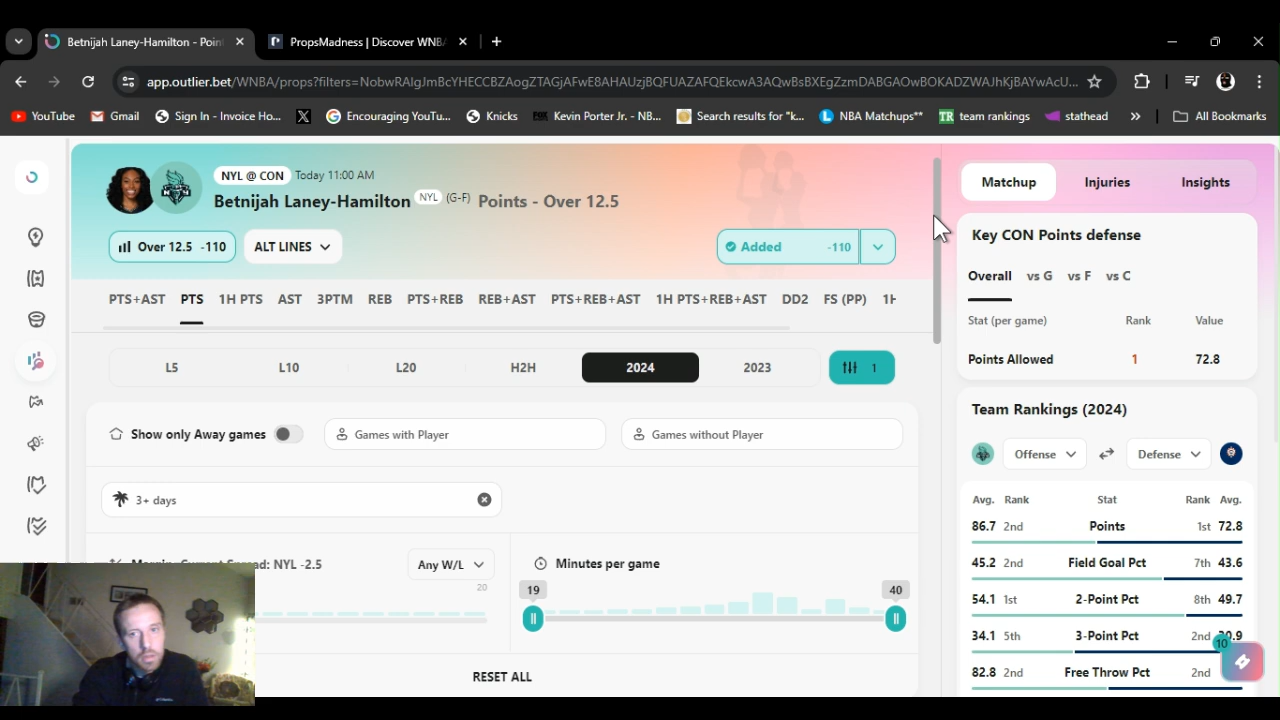 Betnijah Laney-Hamilton - Poin
PropsMadness | Discover WNBA
app.outlier.bet/WNBA/props?filters=NobwRAlgJmBcYHECCBZAogZTAGjAFwE8AHAUzjBQFUAZAFQEkcwA3AQwBsBXEgZzmDABGAOwBOKADZWAJhKjBAYwAcU...
YouTube
Gmail
Sign In - Invoice Ho...
Encouraging YouTu...
Knicks
Kevin Porter Jr. - NB...
Search results for "k...
NBA Matchups**
TR team rankings
stathead
All Bookmarks
NYL @ CON Today 11:00 AM
Betnijah Laney-Hamilton NYL (G-F) Points - Over 12.5
Over 12.5 -110 ALT LINES
Added -110
PTS+AST PTS 1H PTS AST 3PTM REB PTS+REB REB+AST PTS+REB+AST 1H PTS+REB+AST DD2 FS (PP) 1H
L5 L10 L20 H2H 2024 2023 1
Show only Away games Games with Player Games without Player
3+ days
Spread: NYL -2.5 Any W/L
20
Minutes per game
19 40
RESET ALL
Matchup Injuries Insights
Key CON Points defense
Overall vs G vs F vs C
Stat (per game) Rank Value
Points Allowed 1 72.8
Team Rankings (2024)
Offense Defense
Avg. Rank Stat Rank Avg.
86.7 2nd Points 1st 72.8
45.2 2nd Field Goal Pct 7th 43.6
54.1 1st 2-Point Pct 8th 49.7
34.1 5th 3-Point Pct 2nd
10
82.8 2nd Free Throw Pct 2nd